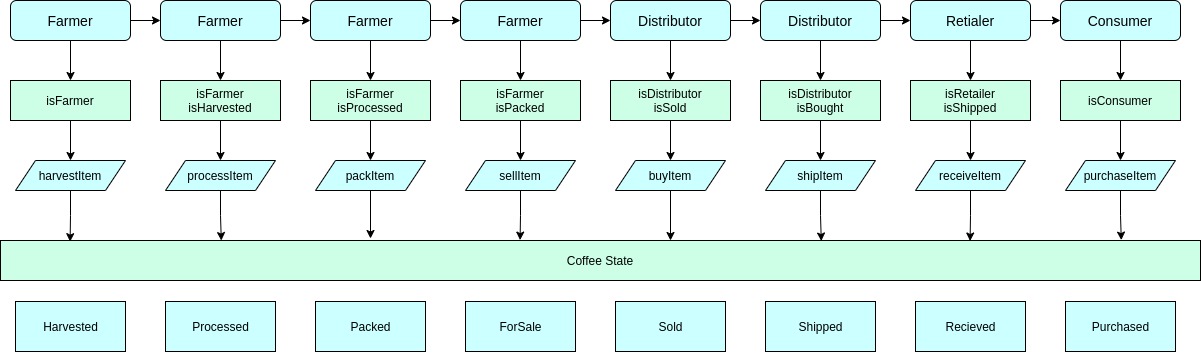 Farmer
Farmer
Farmer
Farmer
Distributor
Distributor
Retialer
Consumer
isFarmer
isFarmer
isHarvested
isFarmer
isProcessed
isFarmer
isPacked
isDistributor
isSold
isDistributor
isBought
isRetailer
isShipped
isConsumer
harvestItem
processItem
packItem
sellItem
buyItem
shipItem
receiveItem
purchaseItem
Coffee State
Harvested
Processed
Packed
ForSale
Sold
Shipped
Recieved
Purchased